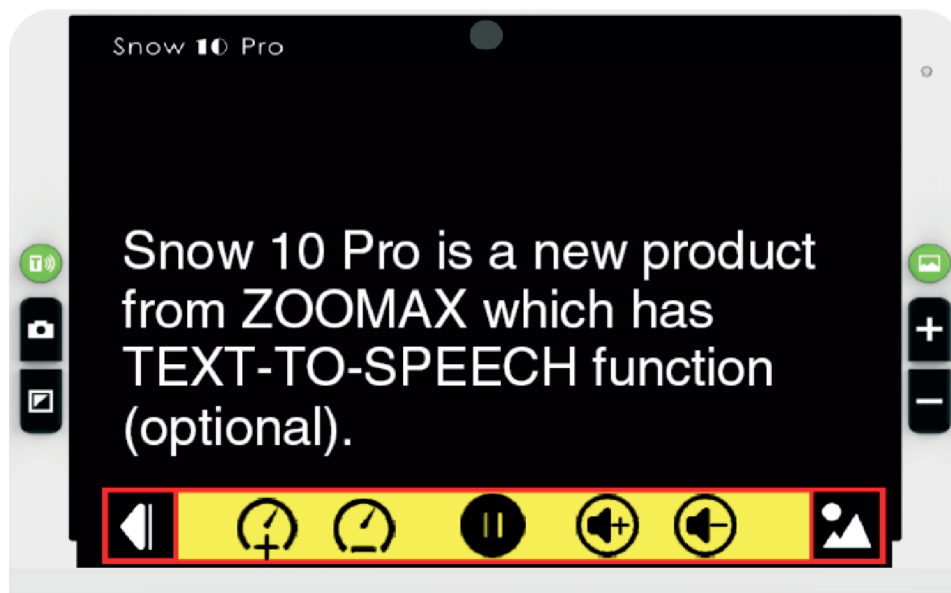 Snow 10 Pro
Snow 10 Pro is a new product
from ZOOMAX which has
TEXT-TO-SPEECH function
(optional).
T